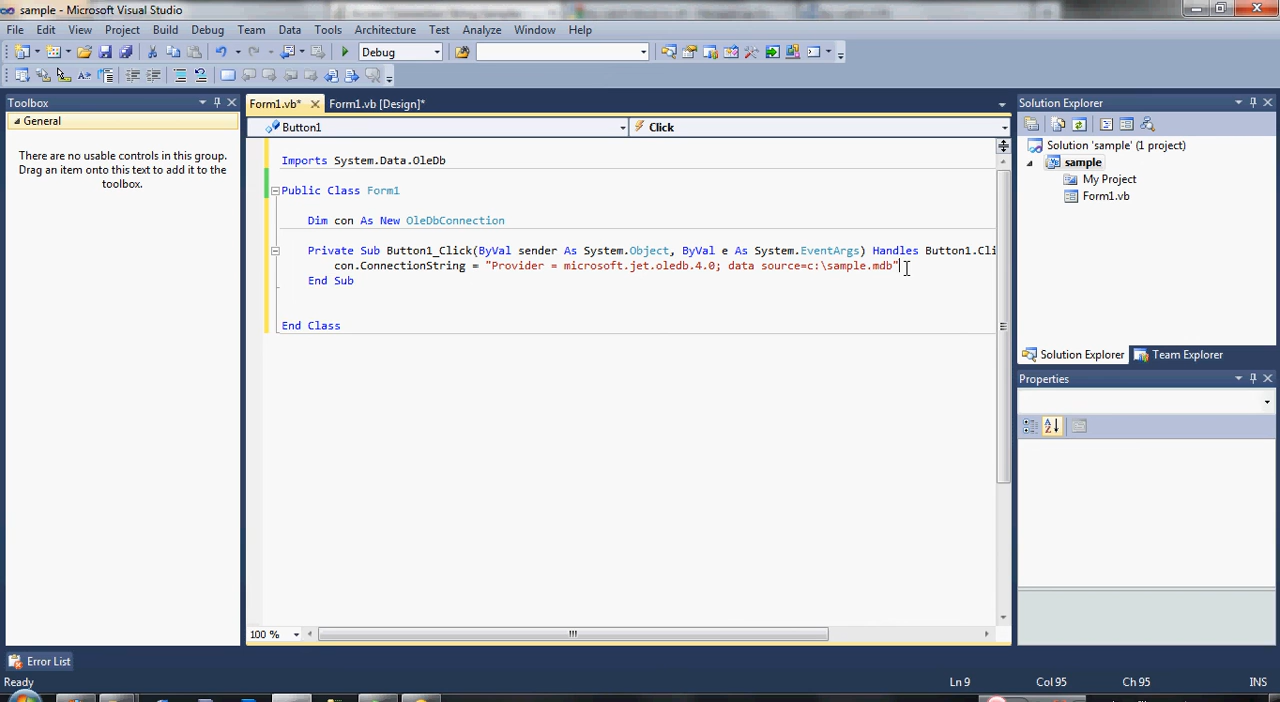 sample - Microsoft Visual Studio
File Edit View Project Build Debug Team Data Tools Architecture Test Analyze Window Help
Debug
Toolbox
General
There are no usable controls in this group.
Drag an item onto this text to add it to the
toolbox.
Form1.vb* Form1.vb [Design]*
Button1 Click
Imports System.Data.OleDb
Public Class Form1
Dim con As New OleDbConnection
Private Sub Button1_Click(ByVal sender As System.Object, ByVal e As System.EventArgs) Handles Button1.Cli
con.ConnectionString = "Provider = microsoft.jet.oledb.4.0; data source=c:\sample.mdb"
End Sub
End Class
100 %
Solution Explorer
Solution 'sample' (1 project)
sample
My Project
Form1.vb
Solution Explorer Team Explorer
Properties
Error List
Ready Ln 9 Col 95 Ch 95 INS